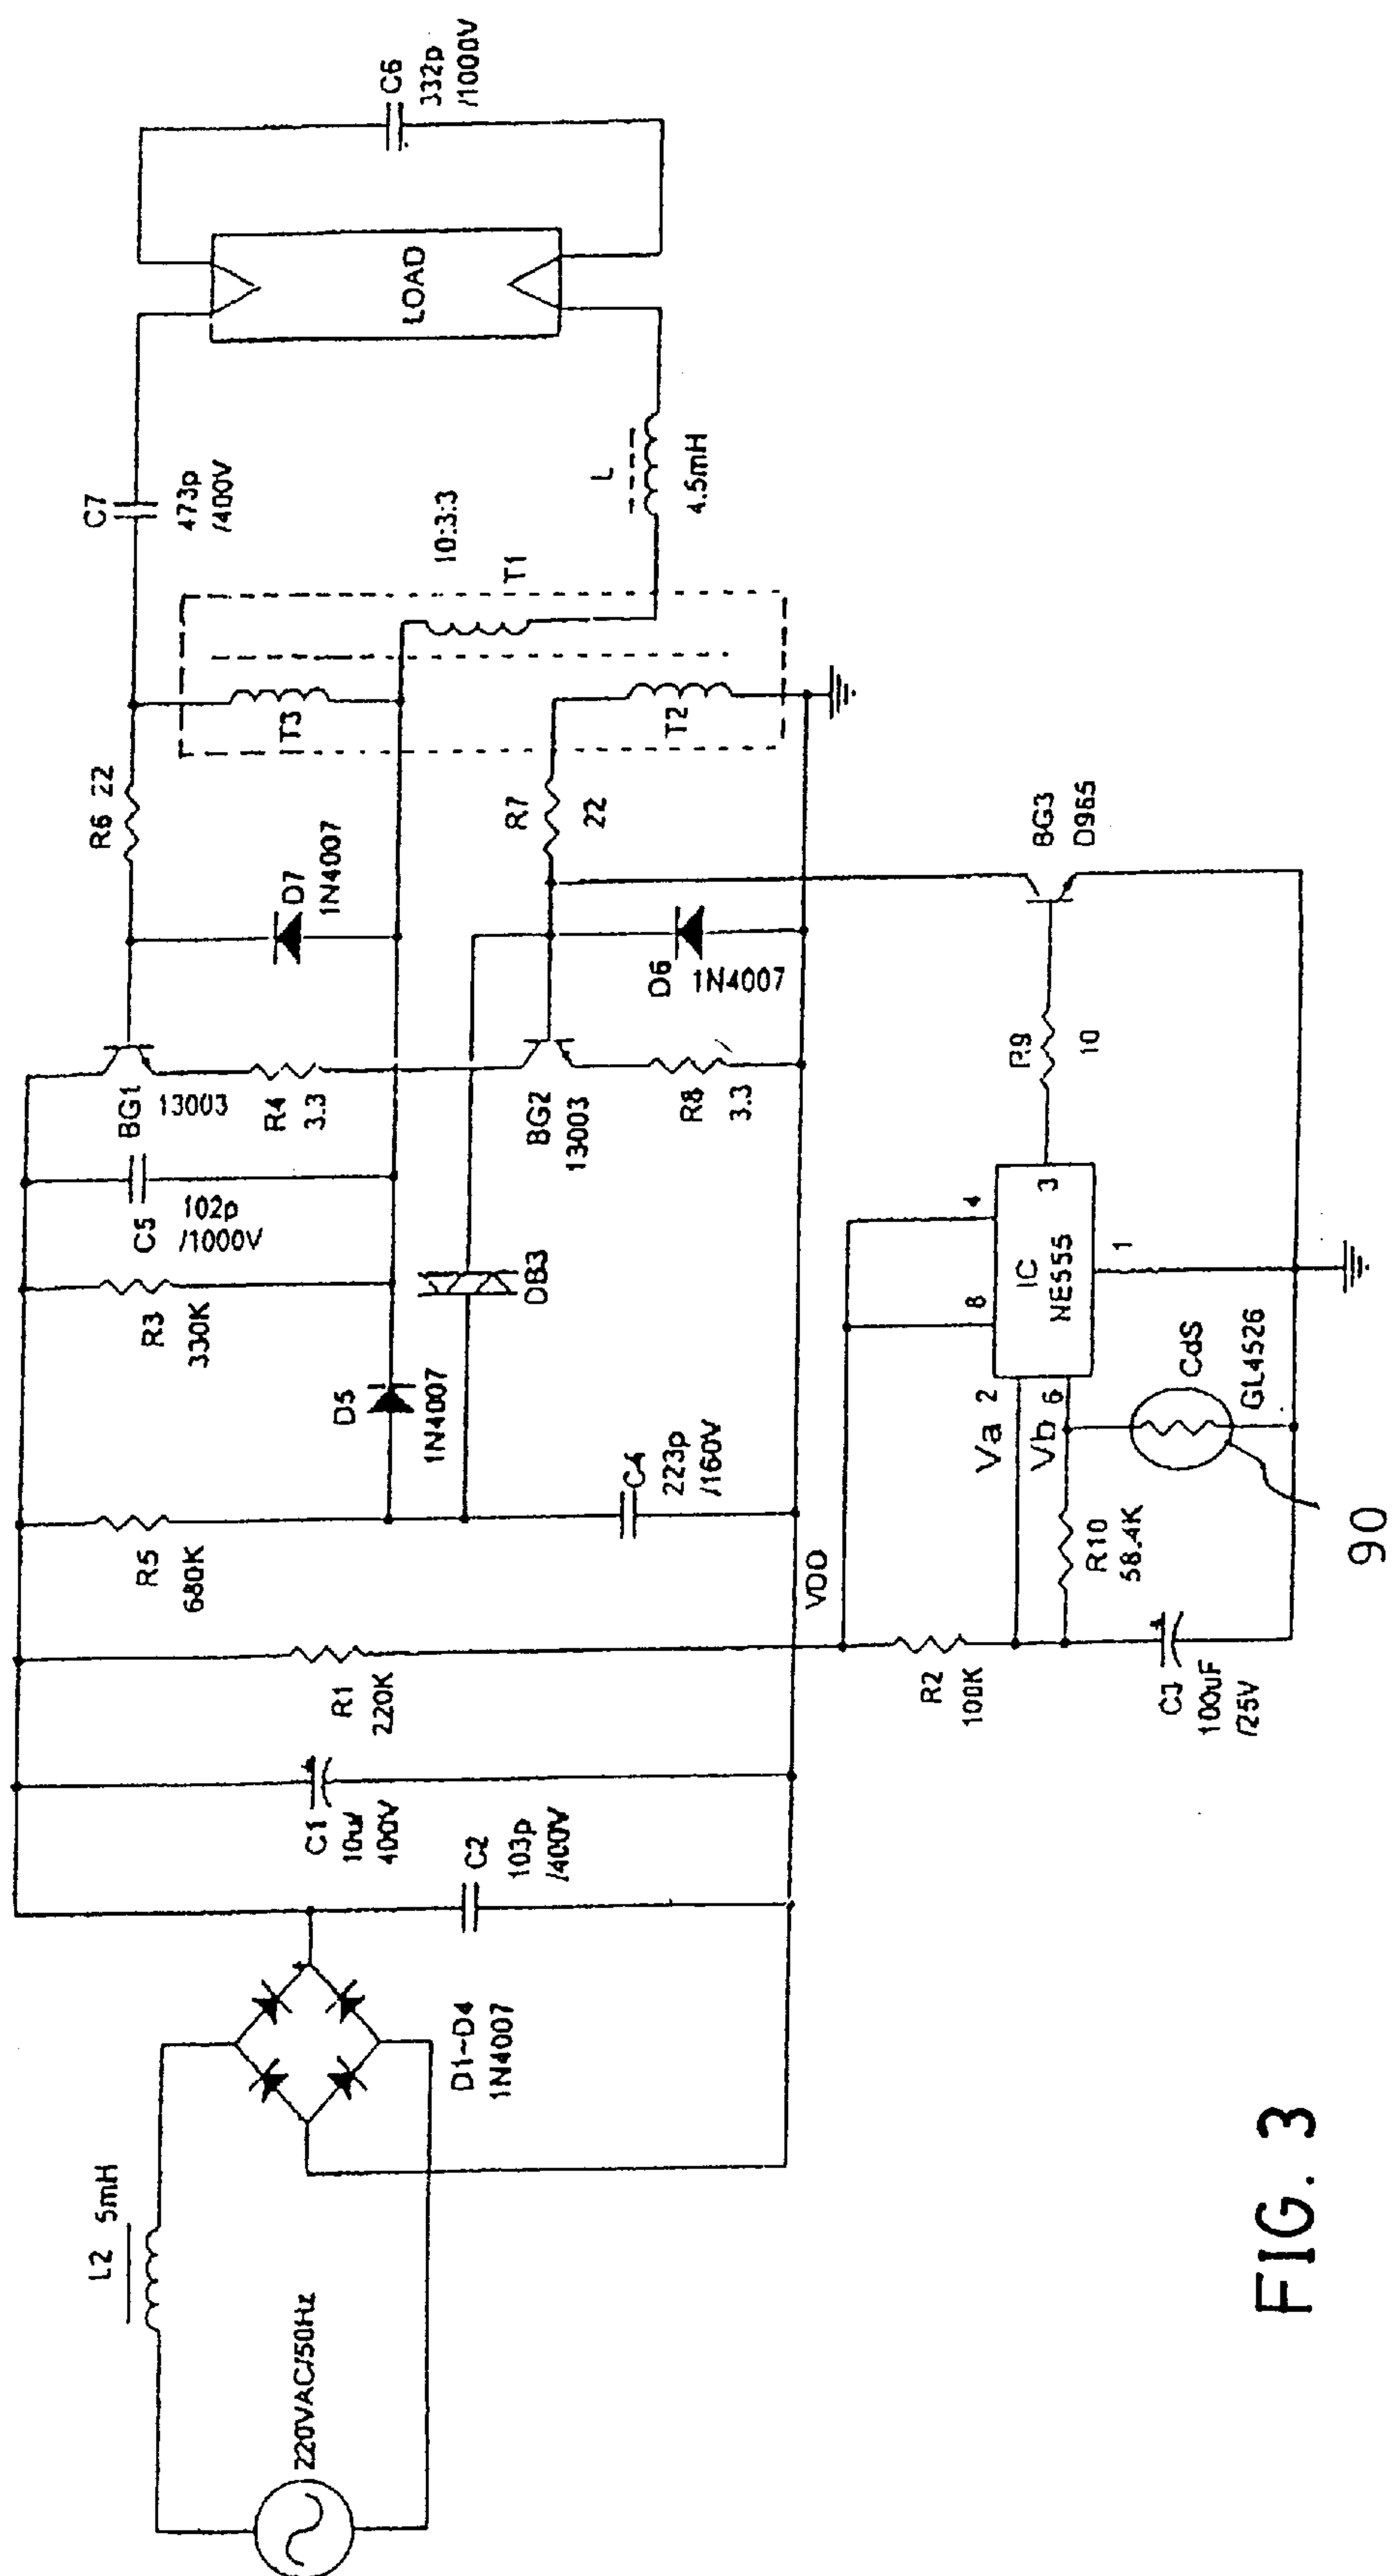 C6
332p
/1000V
LOAD
C7
473p
/400V
L
4.5mH
10:3:3
T1
T3
T2
R6 22
R7
22
D7
1N4007
D6
1N4007
BG3
D965
BG1
13003
R4
3.3
BG2
13003
R8
3.3
R9
10
C5
102p
/1000V
R3
330K
DB3
4
3
8
IC
NE555
1
D5
1N4007
Va
2
Vb
6
CdS
GL4526
R5
680K
C4
223p
/160V
VDD
R10
58.4K
90
R1
220K
R2
100K
C3
100uF
/25V
C1
400V
C2
103p
/400V
D1~D4
1N4007
L2 5mH
220VAC/50Hz
FIG. 3